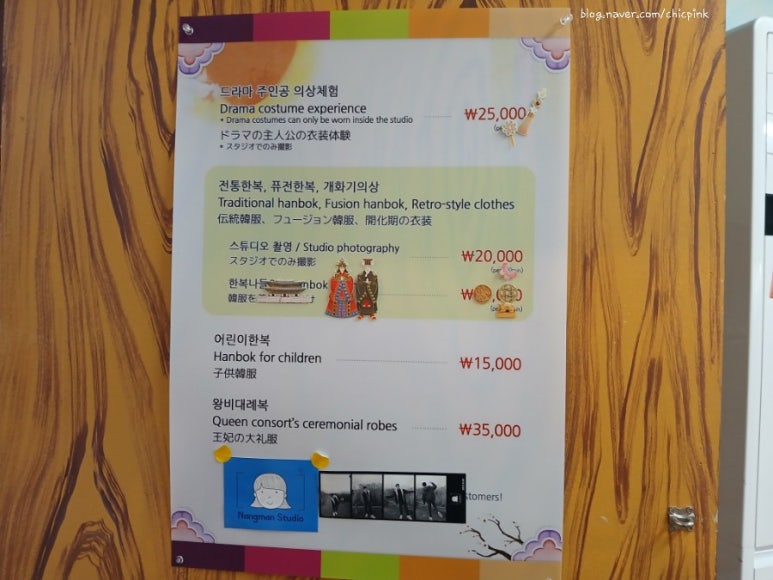 blog.naver.com/chicpink
드라마 주인공 의상체험
Drama costume experience
* Drama costumes can only be worn inside the studio
₩25,000
ドラマの主人公の衣装体験
* スタジオでのみ撮影
전통한복, 퓨전한복, 개화기의상
Traditional hanbok, Fusion hanbok, Retro-style clothes
伝統韓服、フュージョン韓服、開化期の衣装
스튜디오 촬영 / Studio photography
₩20,000
スタジオでのみ撮影
어린이한복
Hanbok for children
₩15,000
子供韓服
왕비대례복
Queen consort's ceremonial robes
₩35,000
王妃の大礼服
Nangman Studio